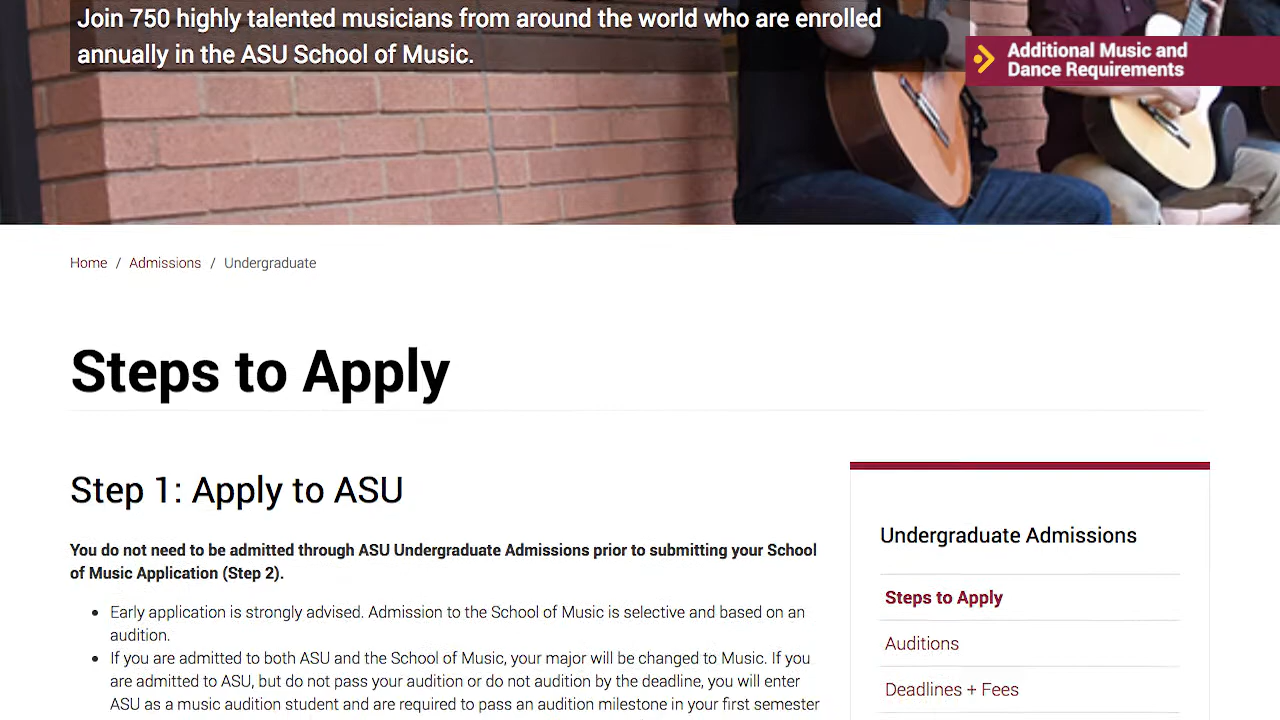 Join 750 highly talented musicians from around the world who are enrolled
annually in the ASU School of Music.
Additional Music and
Dance Requirements
Home / Admissions / Undergraduate
Steps to Apply
Step 1: Apply to ASU
You do not need to be admitted through ASU Undergraduate Admissions prior to submitting your School
of Music Application (Step 2).
• Early application is strongly advised. Admission to the School of Music is selective and based on an
audition.
• If you are admitted to both ASU and the School of Music, your major will be changed to Music. If you
are admitted to ASU, but do not pass your audition or do not audition by the deadline, you will enter
ASU as a music audition student and are required to pass an audition milestone in your first semester
Undergraduate Admissions
Steps to Apply
Auditions
Deadlines + Fees